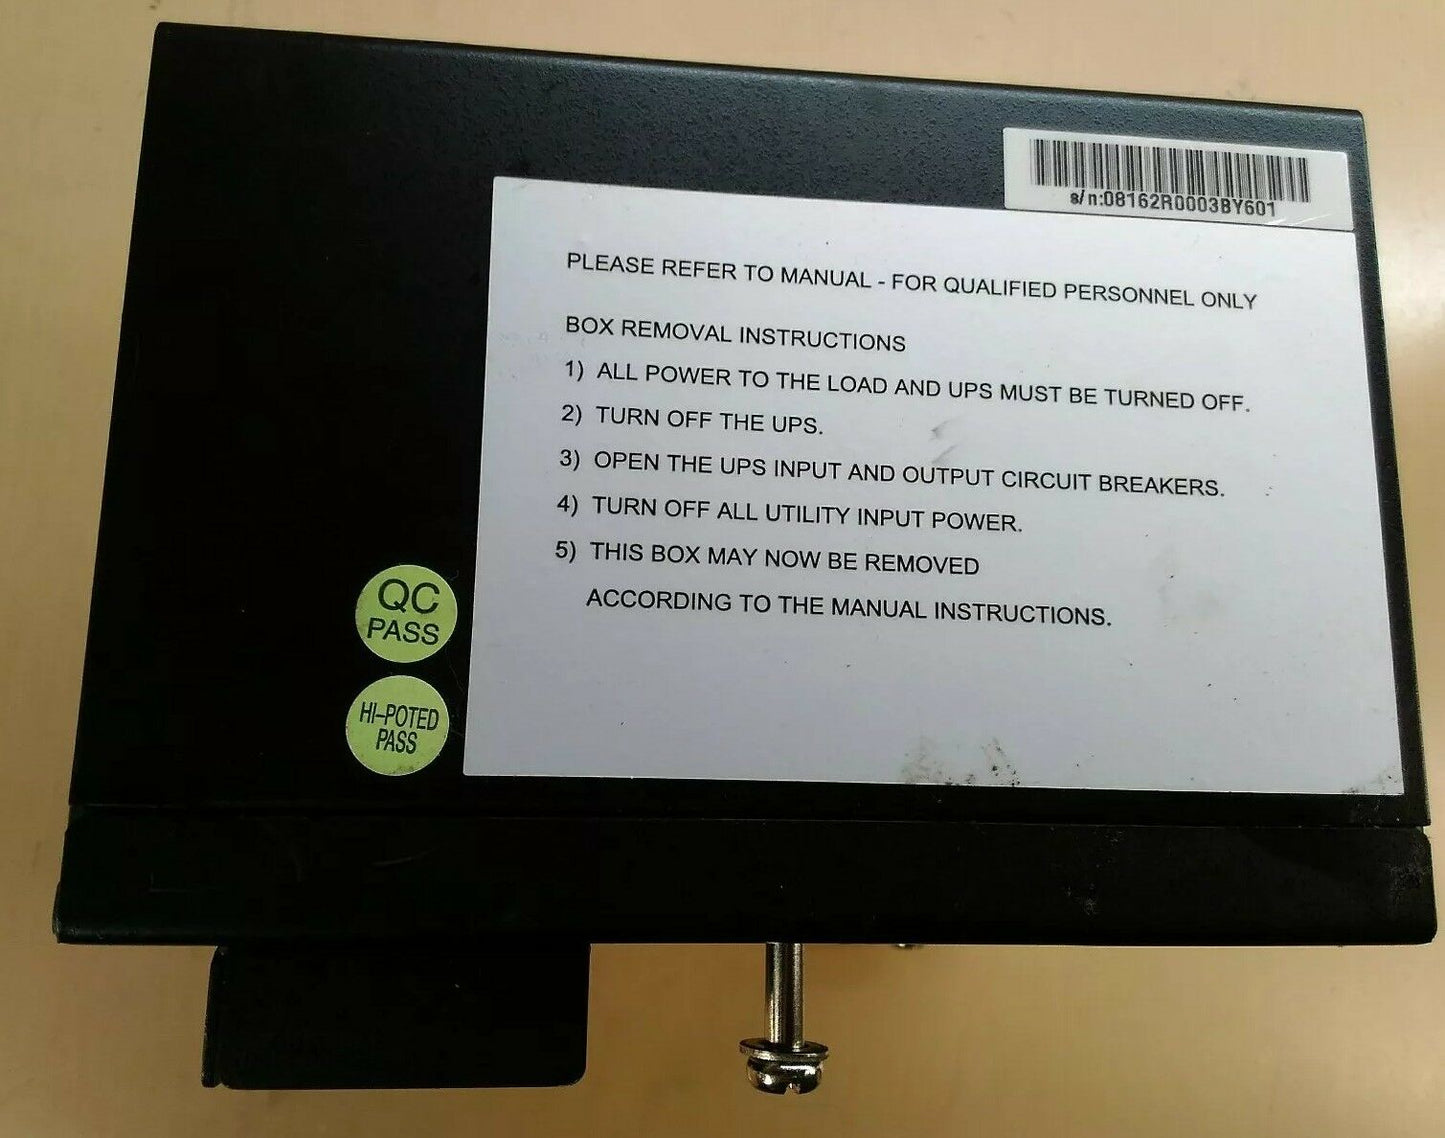 s/n:08162R0003BY601
PLEASE REFER TO MANUAL - FOR QUALIFIED PERSONNEL ONLY
BOX REMOVAL INSTRUCTIONS
1) ALL POWER TO THE LOAD AND UPS MUST BE TURNED OFF.
2) TURN OFF THE UPS.
3) OPEN THE UPS INPUT AND OUTPUT CIRCUIT BREAKERS.
4) TURN OFF ALL UTILITY INPUT POWER.
5) THIS BOX MAY NOW BE REMOVED
ACCORDING TO THE MANUAL INSTRUCTIONS.
QC
PASS
HI-POTED
PASS